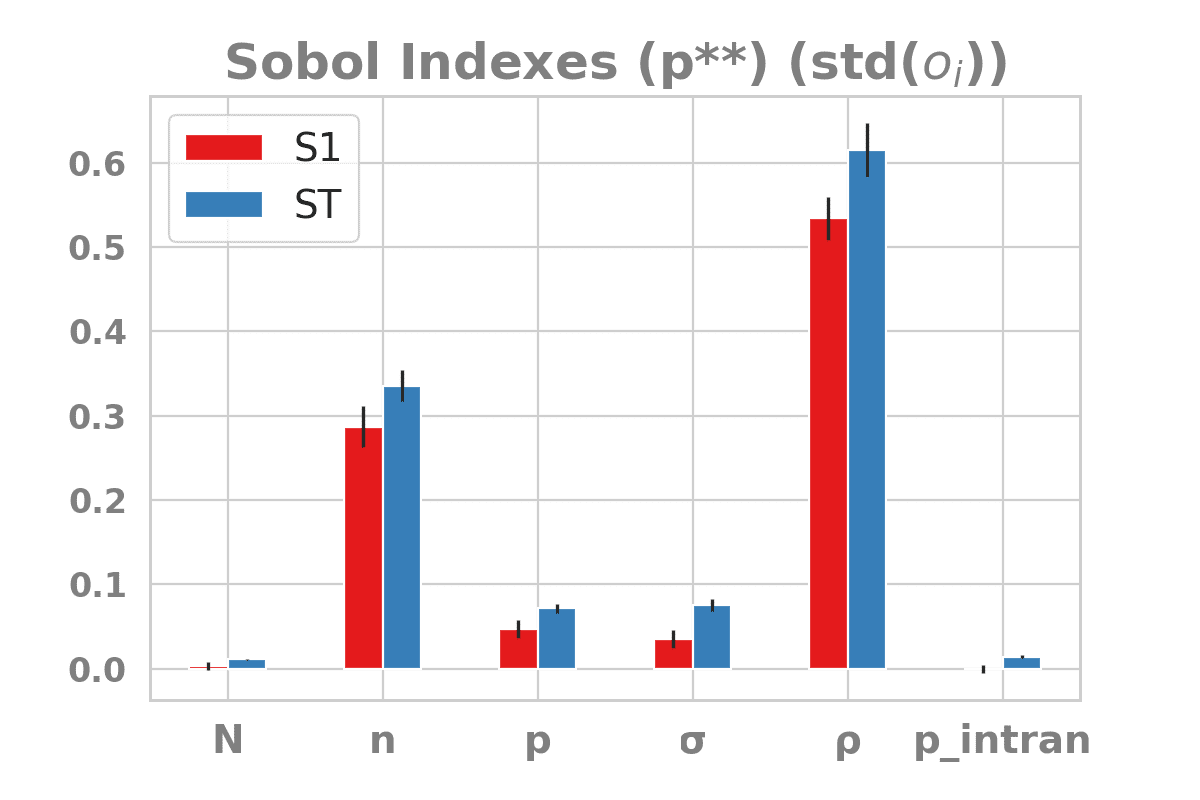 Sobol Indexes (p**) (std(oᵢ))
S1
ST
0.6
0.5
0.4
0.3
0.2
0.1
0.0
N n p σ ρ p_intran